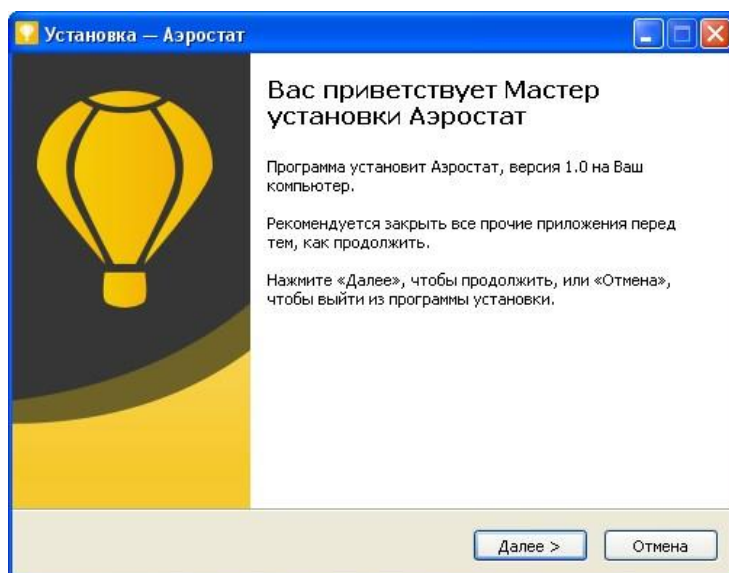 Установка — Аэростат
Вас приветствует Мастер
установки Аэростат
Программа установит Аэростат, версия 1.0 на Ваш
компьютер.
Рекомендуется закрыть все прочие приложения перед
тем, как продолжить.
Нажмите «Далее», чтобы продолжить, или «Отмена»,
чтобы выйти из программы установки.
Далее >
Отмена